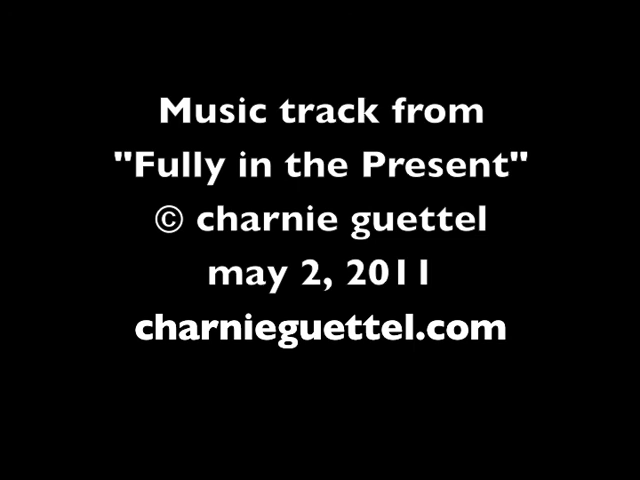 Music track from
"Fully in the Present"
© charnie guettel
may 2, 2011
charnieguettel.com